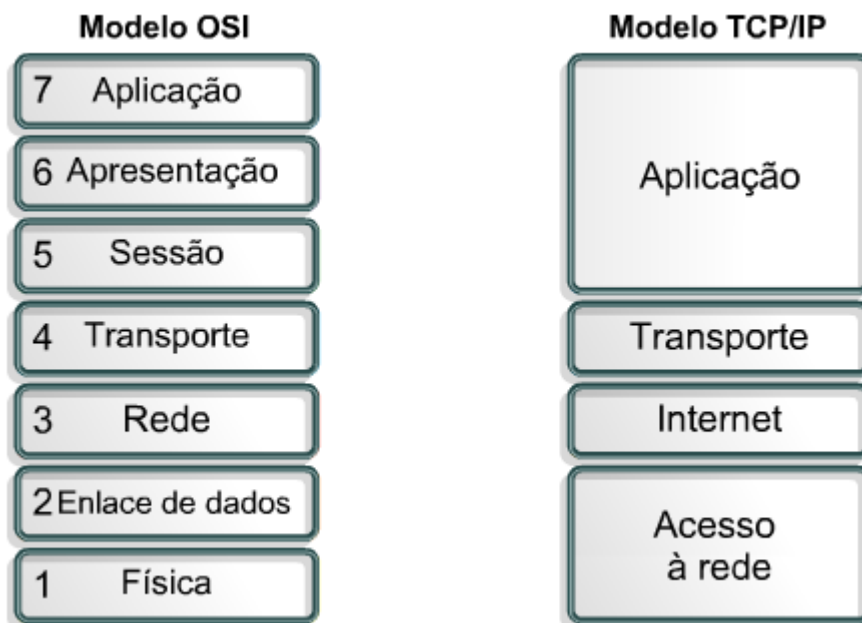 Modelo OSI
7 Aplicação
6 Apresentação
5 Sessão
4 Transporte
3 Rede
2 Enlace de dados
1 Física
Modelo TCP/IP
Aplicação
Transporte
Internet
Acesso
à rede